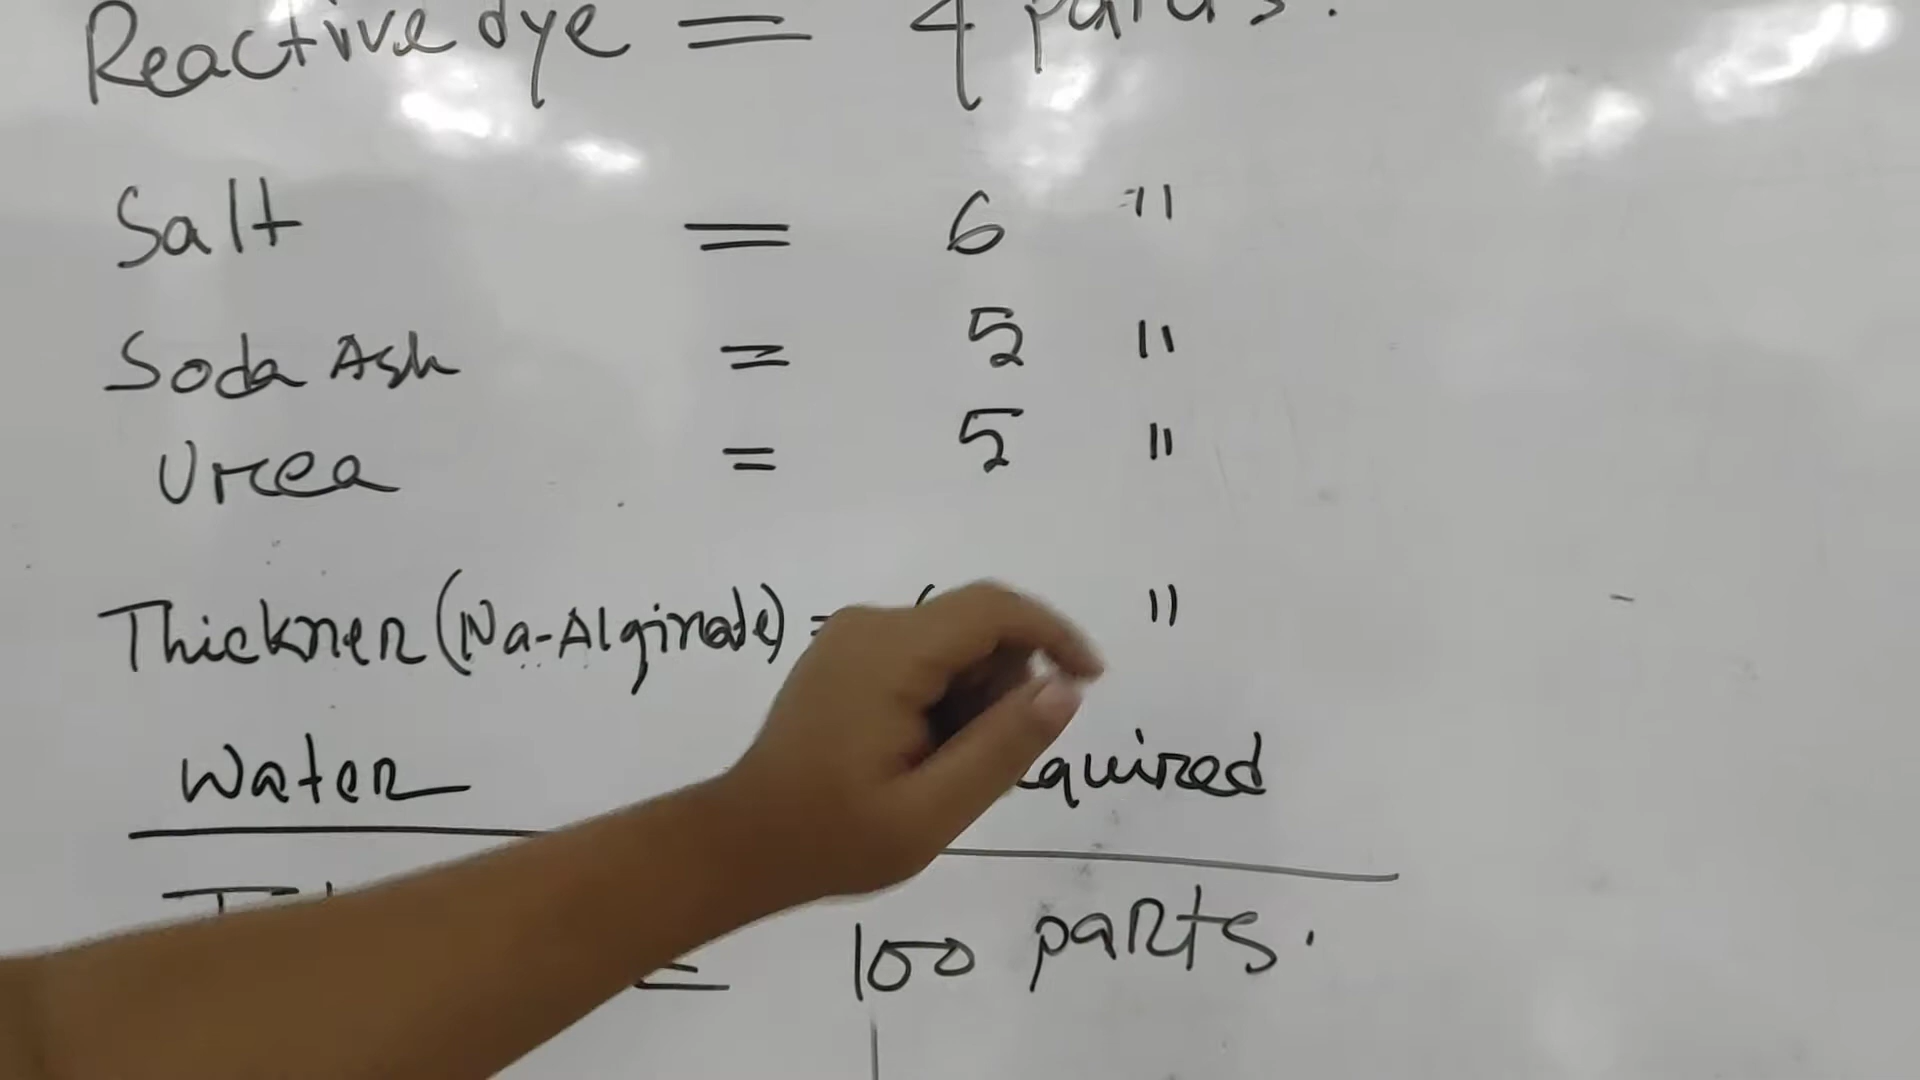 Reactive dye = 4 parts.
Salt = 6 "
Soda Ash = 5 "
Urea = 5 "
Thickner (Na-Alginate) = "
Water
= 100 parts.